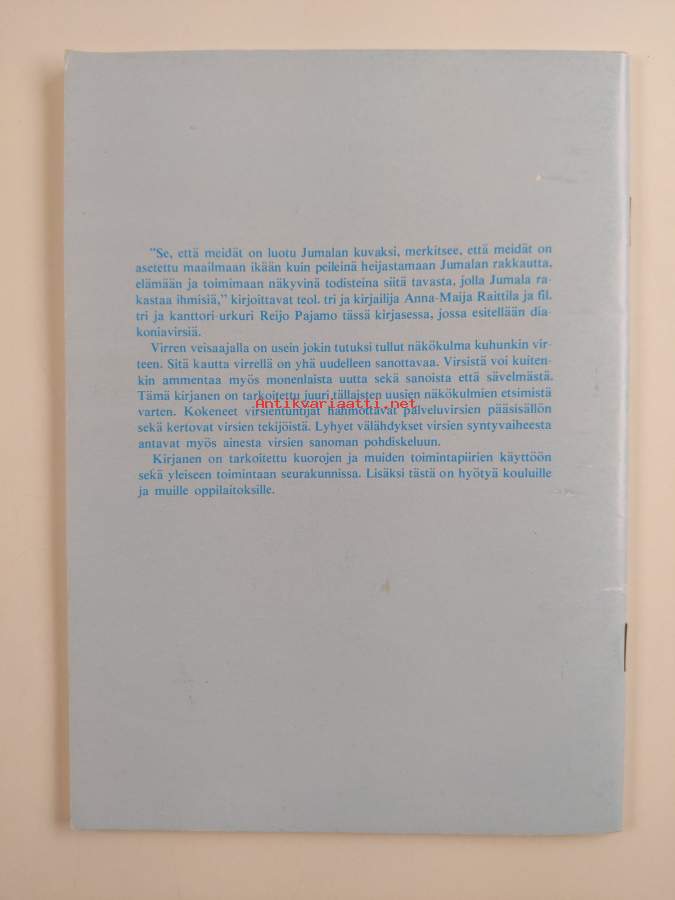 "Se, että meidät on luotu Jumalan kuvaksi, merkitsee, että meidät on
asetettu maailmaan ikään kuin peileinä heijastamaan Jumalan rakkautta,
elämään ja toimimaan näkyvinä todisteina siitä tavasta, jolla Jumala ra-
kastaa ihmisiä," kirjoittavat teol. tri ja kirjailija Anna-Maija Raittila ja fil.
tri ja kanttori-urkuri Reijo Pajamo tässä kirjasessa, jossa esitellään dia-
koniavirsiä.
Virren veisaajalla on usein jokin tutuksi tullut näkökulma kuhunkin vir-
teen. Sitä kautta virrellä on yhä uudelleen sanottavaa. Virsistä voi kuiten-
kin ammentaa myös monenlaista uutta sekä sanoista että sävelmästä.
Tämä kirjanen on tarkoitettu juuri tällaisten uusien näkökulmien etsimistä
varten. Kokeneet virsientuntijat hahmottavat palveluvirsien pääsisällön
Antikvariaatti.net
sekä kertovat virsien tekijöistä. Lyhyet välähdykset virsien syntyvaiheesta
antavat myös ainesta virsien sanoman pohdiskeluun.
Kirjanen on tarkoitettu kuorojen ja muiden toimintapiirien käyttöön
sekä yleiseen toimintaan seurakunnissa. Lisäksi tästä on hyötyä kouluille
ja muille oppilaitoksille.